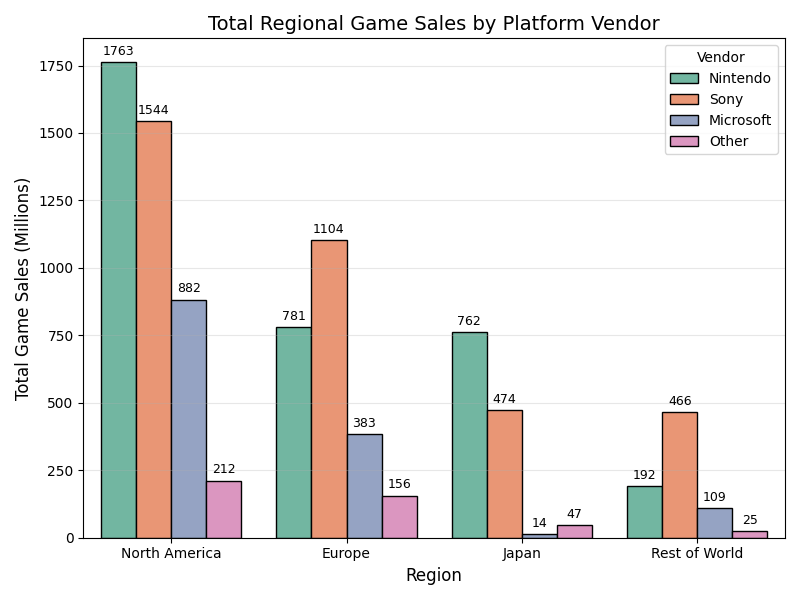 Total Regional Game Sales by Platform Vendor
Total Game Sales (Millions)
1750
1500
1250
1000
750
500
250
0
1763
1544
882
212
781
1104
383
156
762
474
14
47
192
466
109
25
Vendor
Nintendo
Sony
Microsoft
Other
North America
Europe
Japan
Rest of World
Region